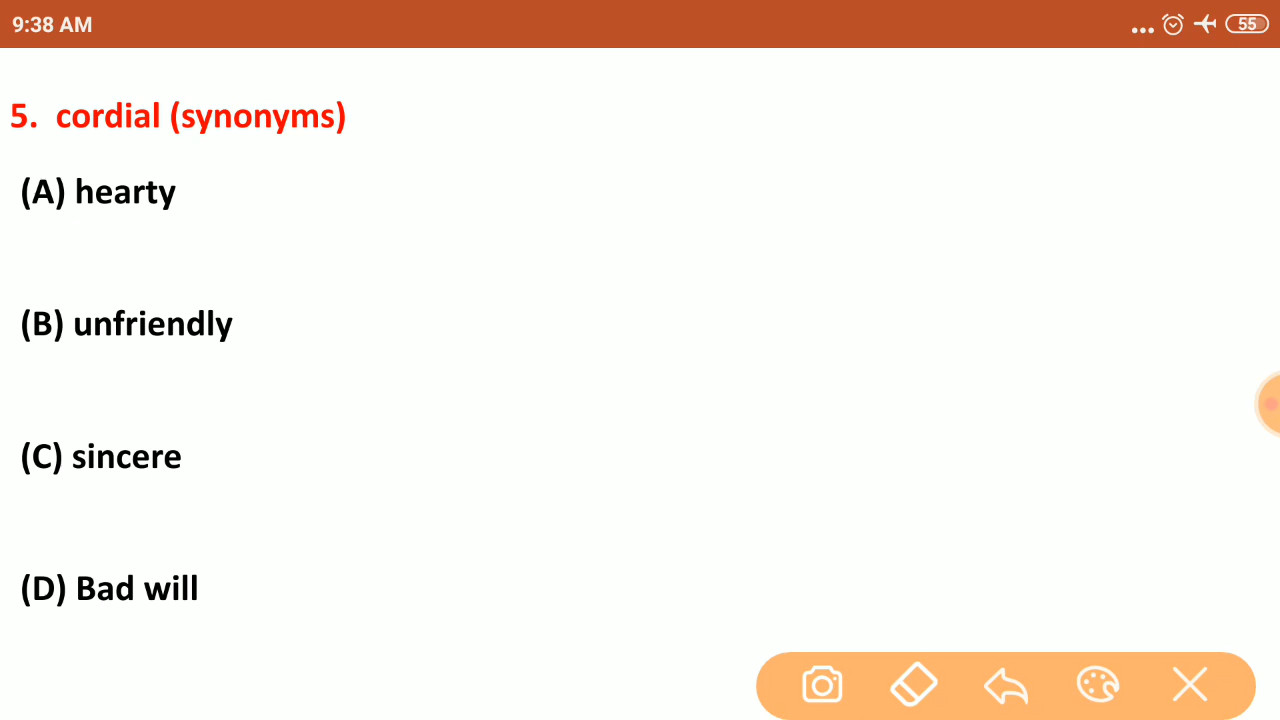 9:38 AM
55
5. cordial (synonyms)
(A) hearty
(B) unfriendly
(C) sincere
(D) Bad will